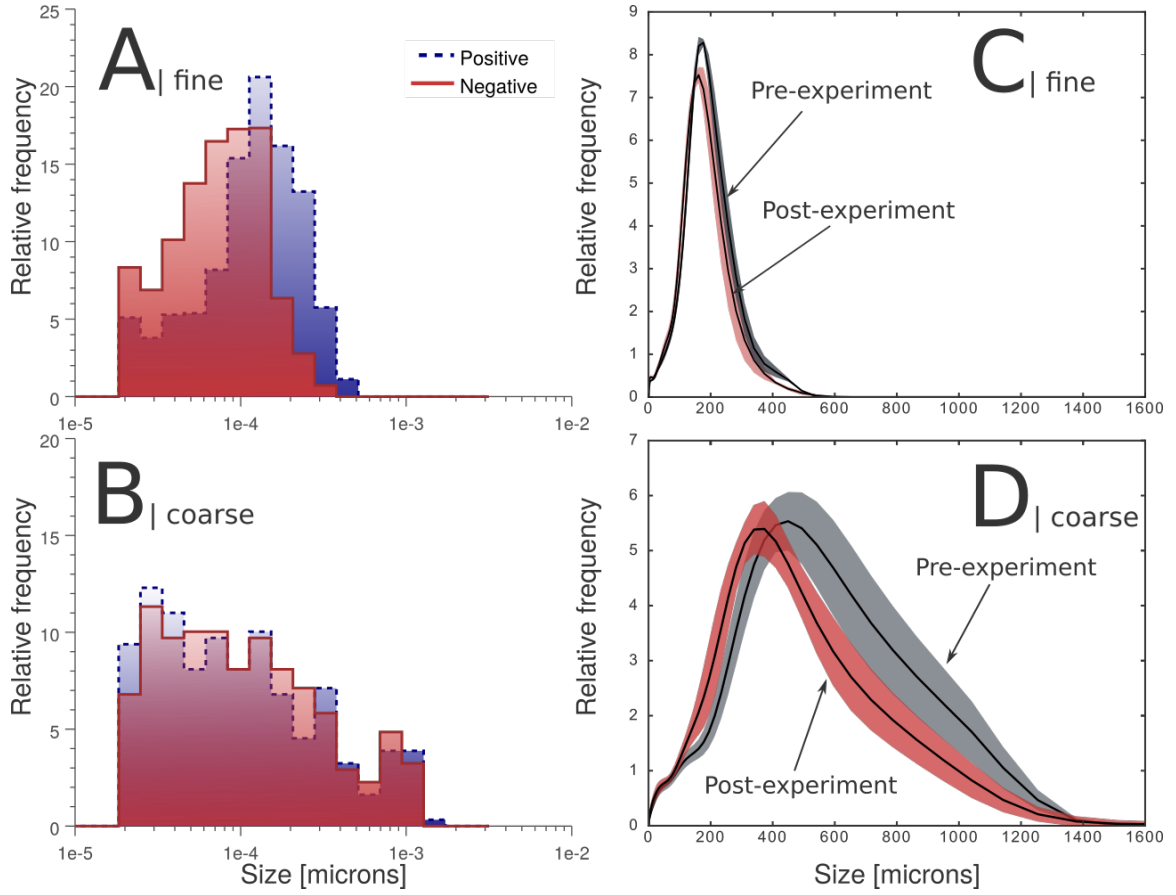 A| fine
Positive
Negative
Relative frequency
25
20
15
10
5
0
1e-5
1e-4
1e-3
1e-2
C| fine
Pre-experiment
Post-experiment
Relative frequency
9
8
7
6
5
4
3
2
1
0
0
200
400
600
800
1000
1200
1400
1600
B| coarse
Relative frequency
20
15
10
5
0
1e-5
1e-4
1e-3
1e-2
Size [microns]
D| coarse
Pre-experiment
Post-experiment
Relative frequency
7
6
5
4
3
2
1
0
0
200
400
600
800
1000
1200
1400
1600
Size [microns]